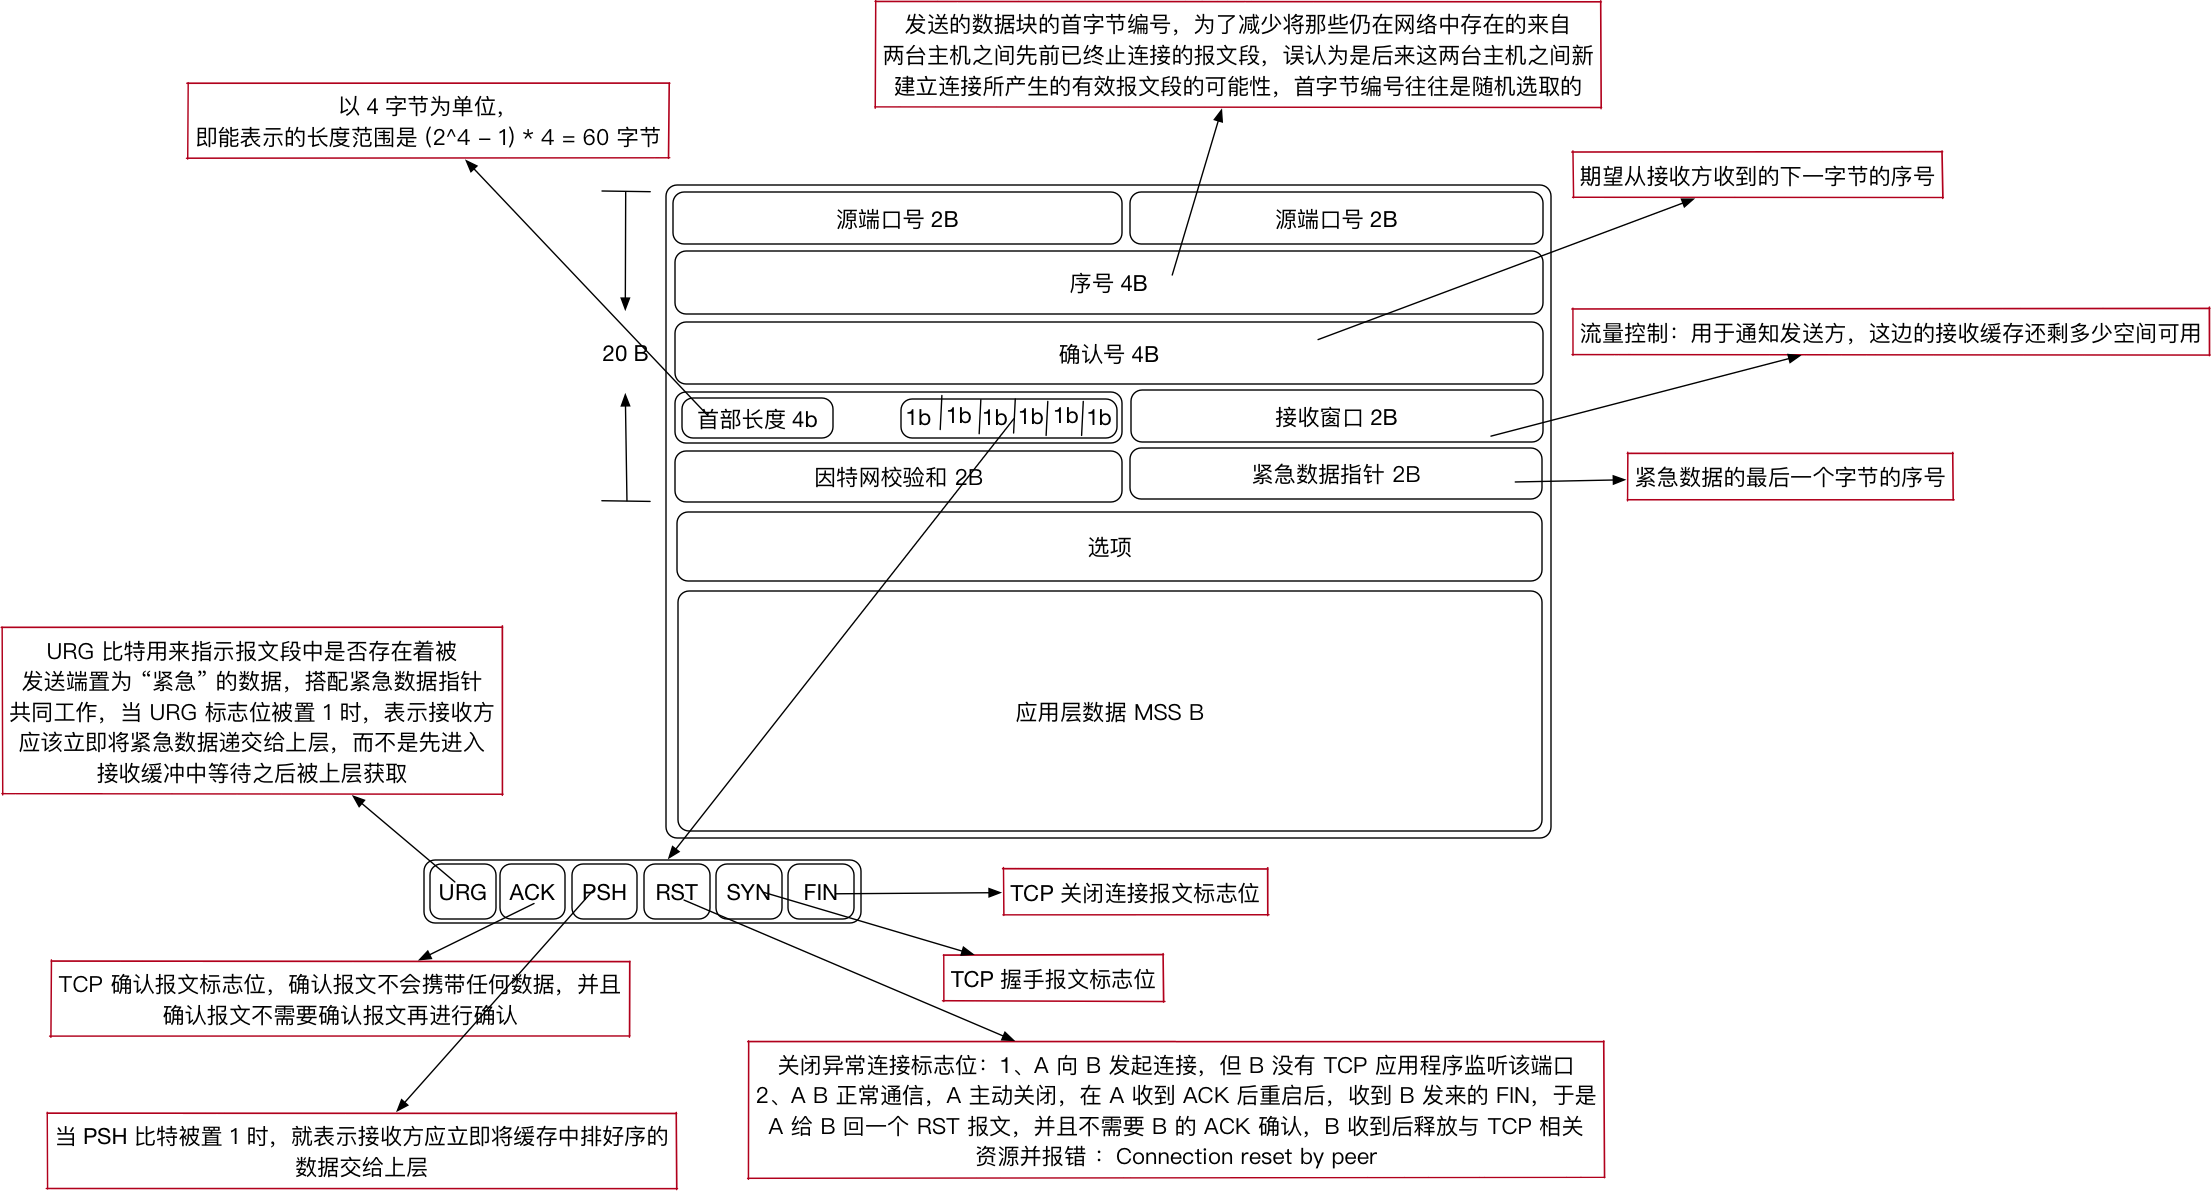 发送的数据块的首字节编号，为了减少将那些仍在网络中存在的来自
两台主机之间先前已终止连接的报文段，误认为是后来这两台主机之间新
建立连接所产生的有效报文段的可能性，首字节编号往往是随机选取的
以 4 字节为单位，
即能表示的长度范围是 (2^4 – 1) * 4 = 60 字节
期望从接收方收到的下一字节的序号
源端口号 2B
源端口号 2B
序号 4B
流量控制：用于通知发送方，这边的接收缓存还剩多少空间可用
20 B
确认号 4B
首部长度 4b
1b
1b
1b
1b
1b
1b
接收窗口 2B
因特网校验和 2B
紧急数据指针 2B
紧急数据的最后一个字节的序号
选项
应用层数据 MSS B
URG 比特用来指示报文段中是否存在着被
发送端置为 “紧急” 的数据，搭配紧急数据指针
共同工作，当 URG 标志位被置 1 时，表示接收方
应该立即将紧急数据递交给上层，而不是先进入
接收缓冲中等待之后被上层获取
URG
ACK
PSH
RST
SYN
FIN
TCP 关闭连接报文标志位
TCP 确认报文标志位，确认报文不会携带任何数据，并且
确认报文不需要确认报文再进行确认
TCP 握手报文标志位
关闭异常连接标志位：1、A 向 B 发起连接，但 B 没有 TCP 应用程序监听该端口
2、A B 正常通信，A 主动关闭，在 A 收到 ACK 后重启后，收到 B 发来的 FIN，于是
A 给 B 回一个 RST 报文，并且不需要 B 的 ACK 确认，B 收到后释放与 TCP 相关
资源并报错 ：Connection reset by peer
当 PSH 比特被置 1 时，就表示接收方应立即将缓存中排好序的
数据交给上层